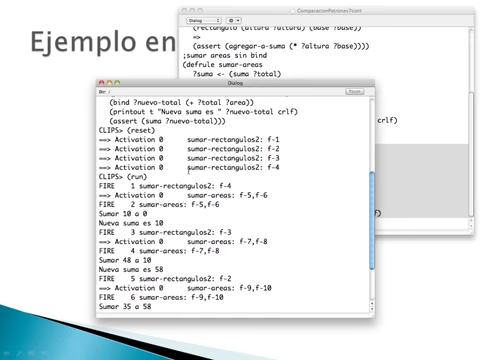 Ejemplo en
ComparacionPatrones7cont
Dialog
(rectangulo (altura ?altura) (base ?base))
=>
(assert (agregar-a-suma (* ?altura ?base))))
;sumar areas sin bind
(defrule sumar-areas
?suma <- (suma ?total)
crlf)
Dialog
Dir: /
Pause
(bind ?nuevo-total (+ ?total ?area))
(printout t "Nueva suma es " ?nuevo-total crlf)
(assert (suma ?nuevo-total)))
CLIPS> (reset)
==> Activation 0 sumar-rectangulos2: f-1
==> Activation 0 sumar-rectangulos2: f-2
==> Activation 0 sumar-rectangulos2: f-3
==> Activation 0 sumar-rectangulos2: f-4
CLIPS> (run)
FIRE 1 sumar-rectangulos2: f-4
==> Activation 0 sumar-areas: f-5,f-6
FIRE 2 sumar-areas: f-5,f-6
Sumar 10 a 0
Nueva suma es 10
FIRE 3 sumar-rectangulos2: f-3
==> Activation 0 sumar-areas: f-7,f-8
FIRE 4 sumar-areas: f-7,f-8
Sumar 48 a 10
Nueva suma es 58
FIRE 5 sumar-rectangulos2: f-2
==> Activation 0 sumar-areas: f-9,f-10
FIRE 6 sumar-areas: f-9,f-10
Sumar 35 a 58